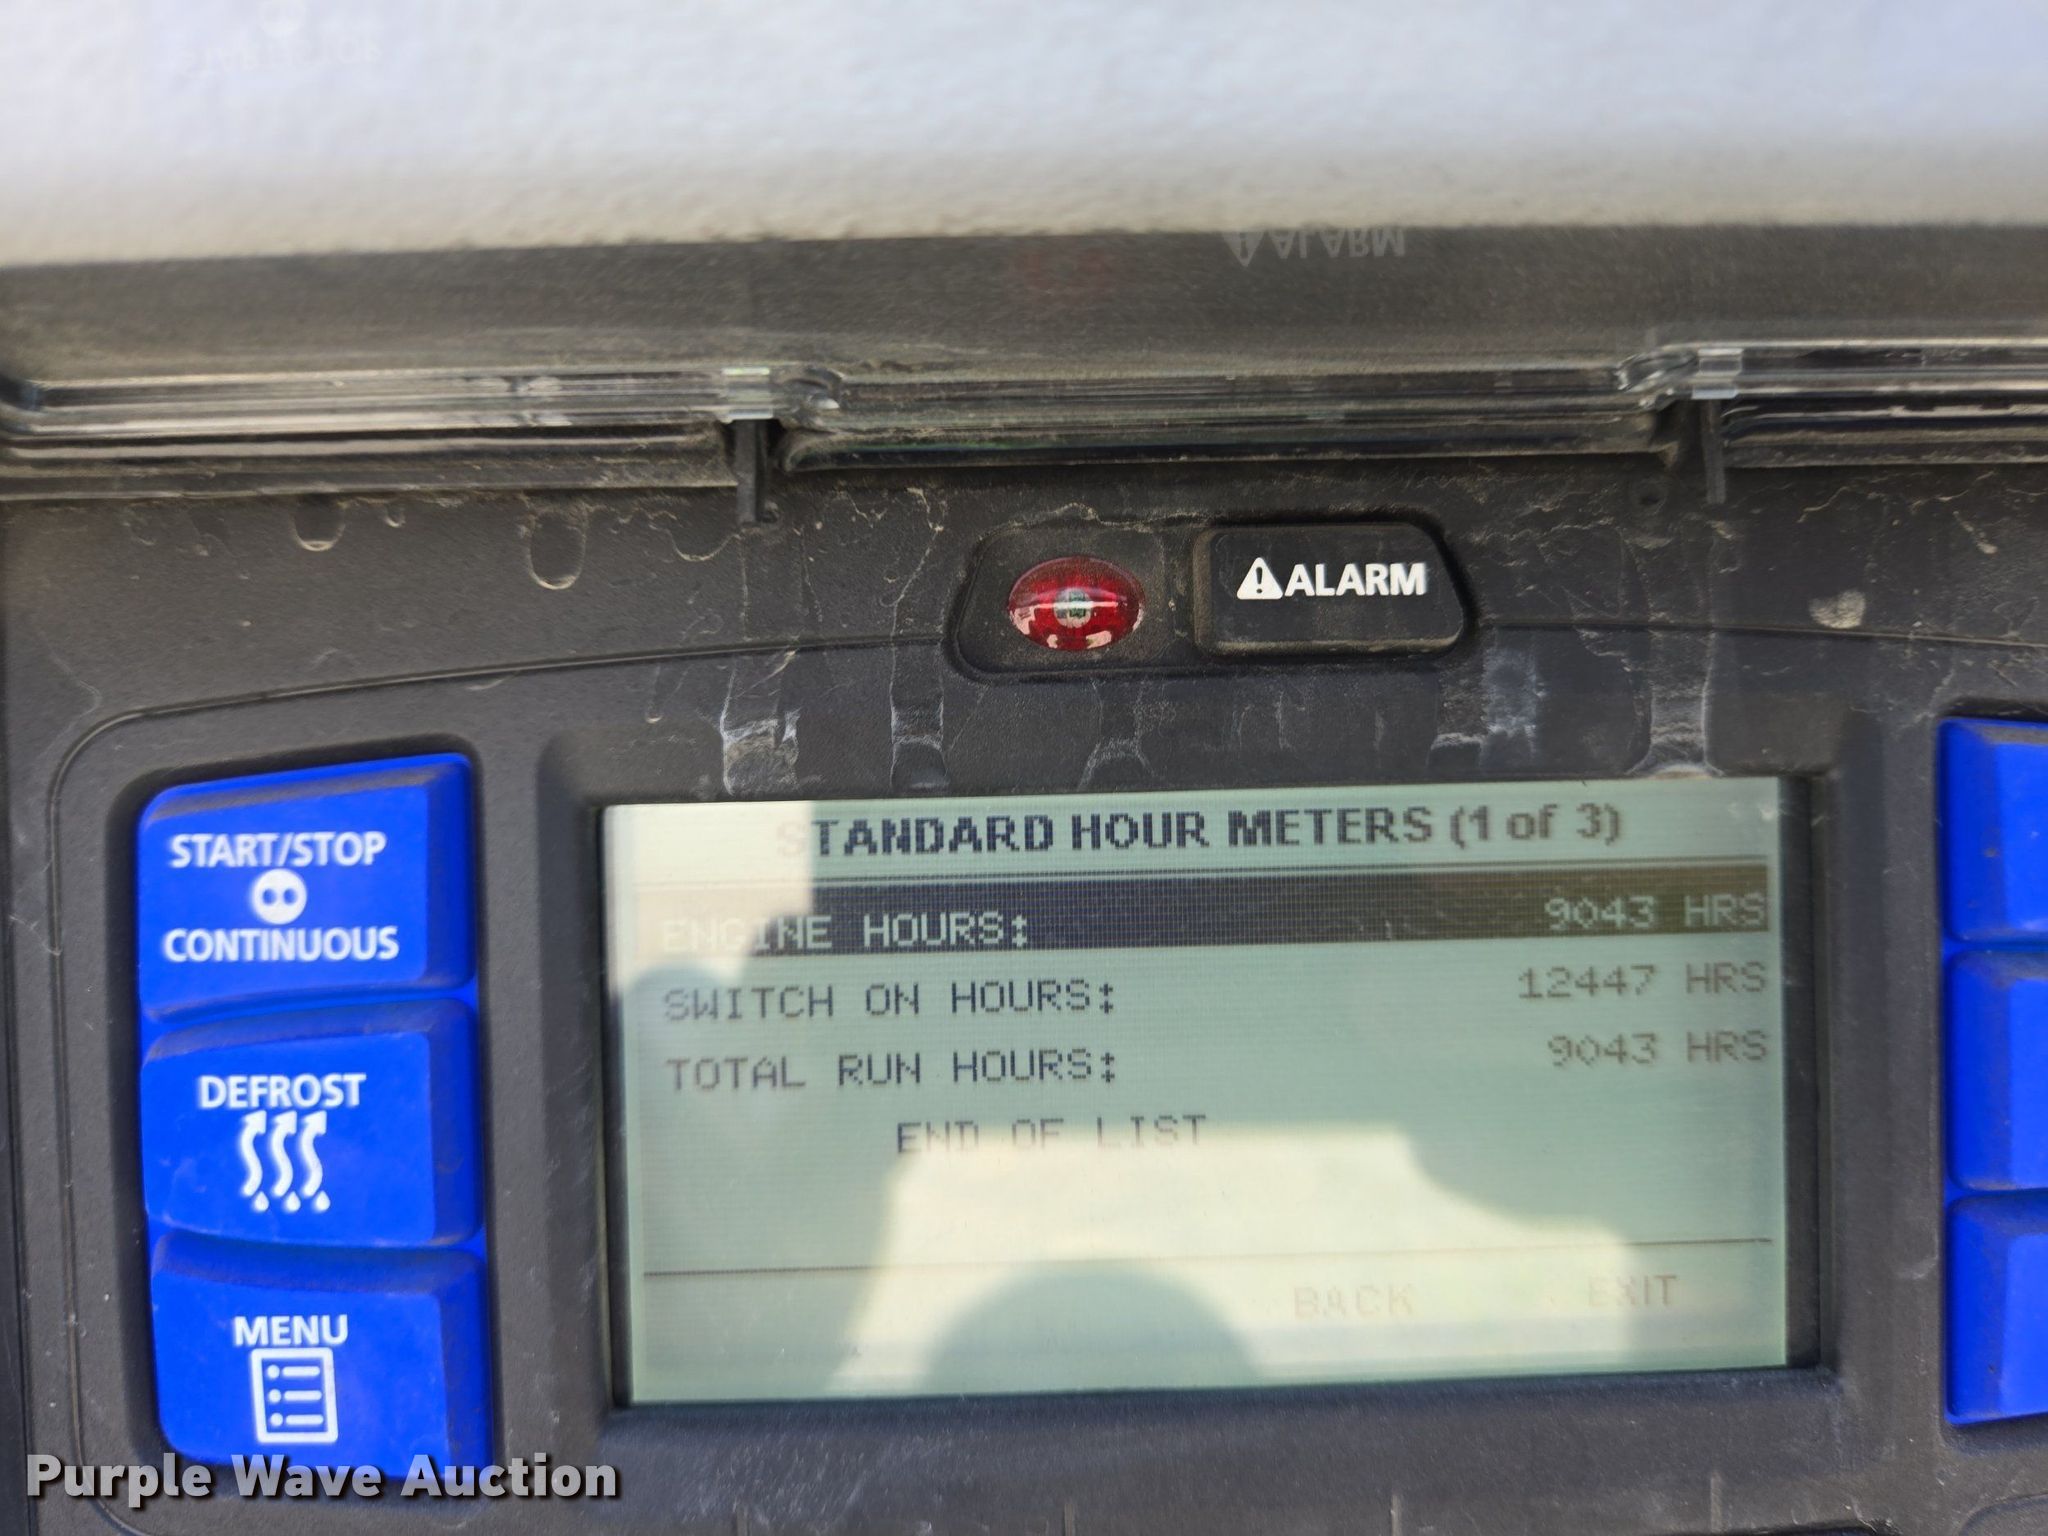 ALARM
START/STOP
CONTINUOUS
DEFROST
MENU
STANDARD HOUR METERS (1 of 3)
ENGINE HOURS: 9043 HRS
SWITCH ON HOURS: 12447 HRS
TOTAL RUN HOURS: 9043 HRS
END OF LIST
BACK EXIT
Purple Wave Auction